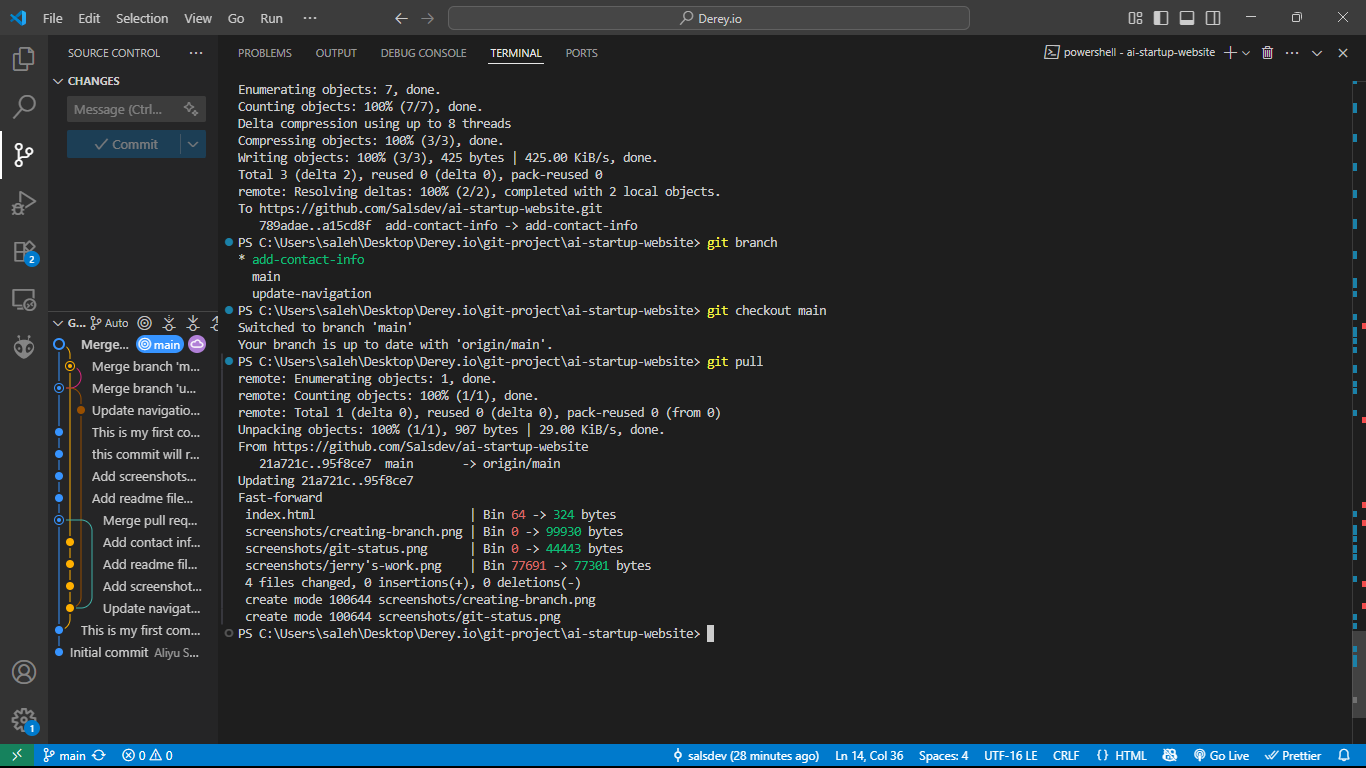 File Edit Selection View Go Run ···
Derey.io
SOURCE CONTROL ···
CHANGES
Message (Ctrl...
Commit
PROBLEMS OUTPUT DEBUG CONSOLE TERMINAL PORTS
powershell - ai-startup-website
Enumerating objects: 7, done.
Counting objects: 100% (7/7), done.
Delta compression using up to 8 threads
Compressing objects: 100% (3/3), done.
Writing objects: 100% (3/3), 425 bytes | 425.00 KiB/s, done.
Total 3 (delta 2), reused 0 (delta 0), pack-reused 0
remote: Resolving deltas: 100% (2/2), completed with 2 local objects.
To https://github.com/Salsdev/ai-startup-website.git
789adae..a15cd8f add-contact-info -> add-contact-info
PS C:\Users\saleh\Desktop\Derey.io\git-project\ai-startup-website> git branch
* add-contact-info
main
update-navigation
PS C:\Users\saleh\Desktop\Derey.io\git-project\ai-startup-website> git checkout main
Switched to branch 'main'
Your branch is up to date with 'origin/main'.
PS C:\Users\saleh\Desktop\Derey.io\git-project\ai-startup-website> git pull
remote: Enumerating objects: 1, done.
remote: Counting objects: 100% (1/1), done.
remote: Total 1 (delta 0), reused 0 (delta 0), pack-reused 0 (from 0)
Unpacking objects: 100% (1/1), 907 bytes | 29.00 KiB/s, done.
From https://github.com/Salsdev/ai-startup-website
21a721c..95f8ce7 main -> origin/main
Updating 21a721c..95f8ce7
Fast-forward
index.html | Bin 64 -> 324 bytes
screenshots/creating-branch.png | Bin 0 -> 99930 bytes
screenshots/git-status.png | Bin 0 -> 44443 bytes
screenshots/jerry's-work.png | Bin 77691 -> 77301 bytes
4 files changed, 0 insertions(+), 0 deletions(-)
create mode 100644 screenshots/creating-branch.png
create mode 100644 screenshots/git-status.png
PS C:\Users\saleh\Desktop\Derey.io\git-project\ai-startup-website>
2
G... Auto
Merge... main
Merge branch 'm...
Merge branch 'u...
Update navigatio...
This is my first co...
this commit will r...
Add screenshots...
Add readme file...
Merge pull req...
Add contact inf...
Add readme fil...
Add screenshot...
Update navigat...
This is my first com...
Initial commit Aliyu S...
1
main 0 0
salsdev (28 minutes ago) Ln 14, Col 36 Spaces: 4 UTF-16 LE CRLF {} HTML Go Live Prettier